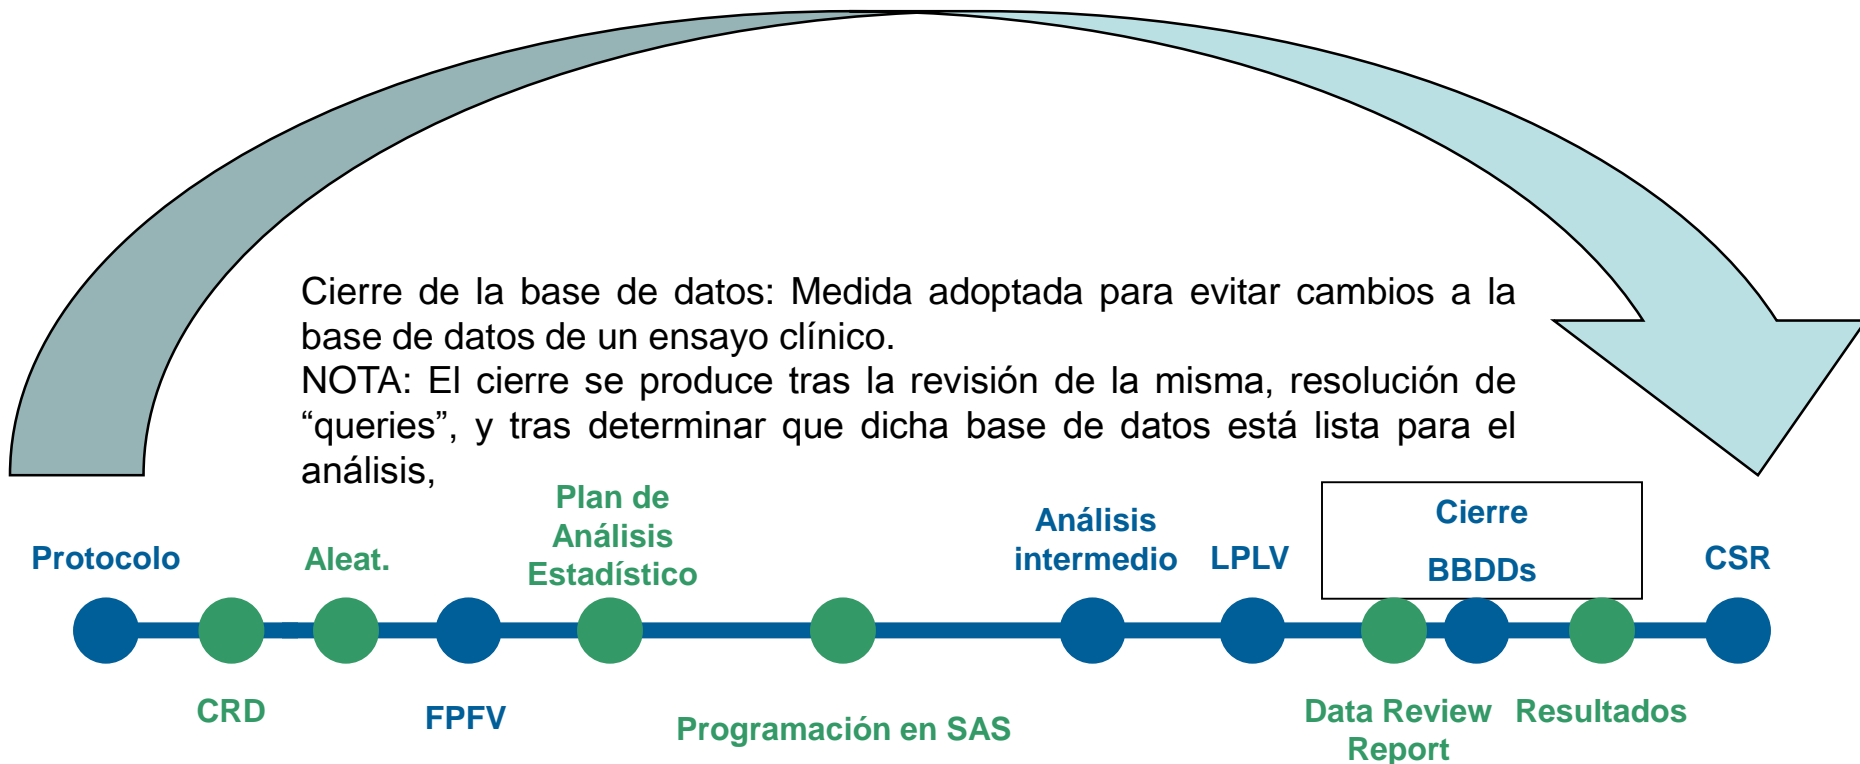 Cierre de la base de datos: Medida adoptada para evitar cambios a la
base de datos de un ensayo clínico.
NOTA: El cierre se produce tras la revisión de la misma, resolución de
“queries”, y tras determinar que dicha base de datos está lista para el
análisis,
Protocolo
CRD
Aleat.
FPFV
Plan de
Análisis
Estadístico
Programación en SAS
Análisis
intermedio
LPLV
Data Review
Report
Cierre
BBDDs
Resultados
CSR